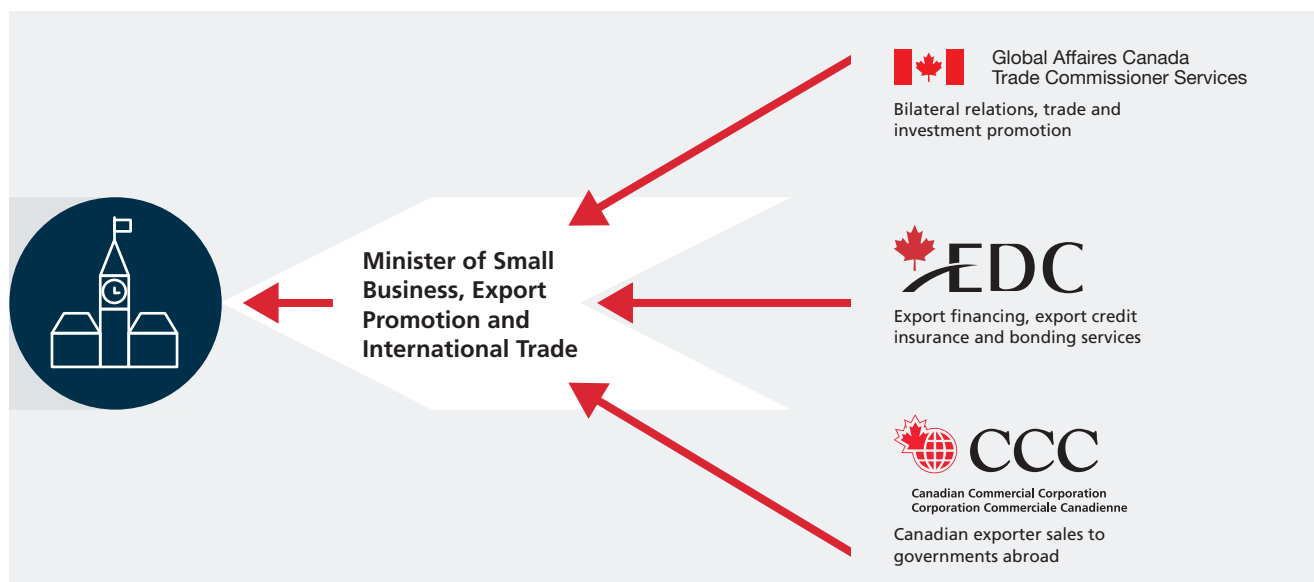 Global Affaires Canada
Trade Commissioner Services
Bilateral relations, trade and
investment promotion
Minister of Small
Business, Export
Promotion and
International Trade
EDC
Export financing, export credit
insurance and bonding services
CCC
Canadian Commercial Corporation
Corporation Commerciale Canadienne
Canadian exporter sales to
governments abroad